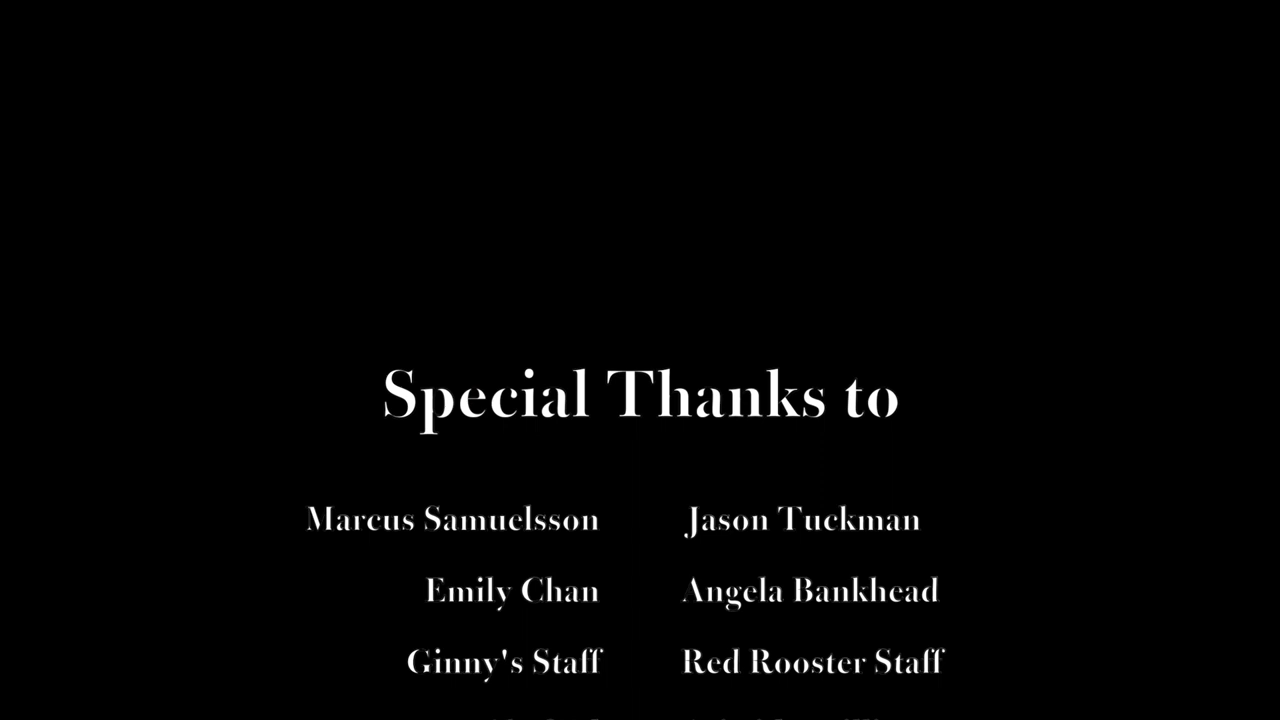 Special Thanks to
Marcus Samuelsson Jason Tuckman
Emily Chan Angela Bankhead
Ginny's Staff Red Rooster Staff